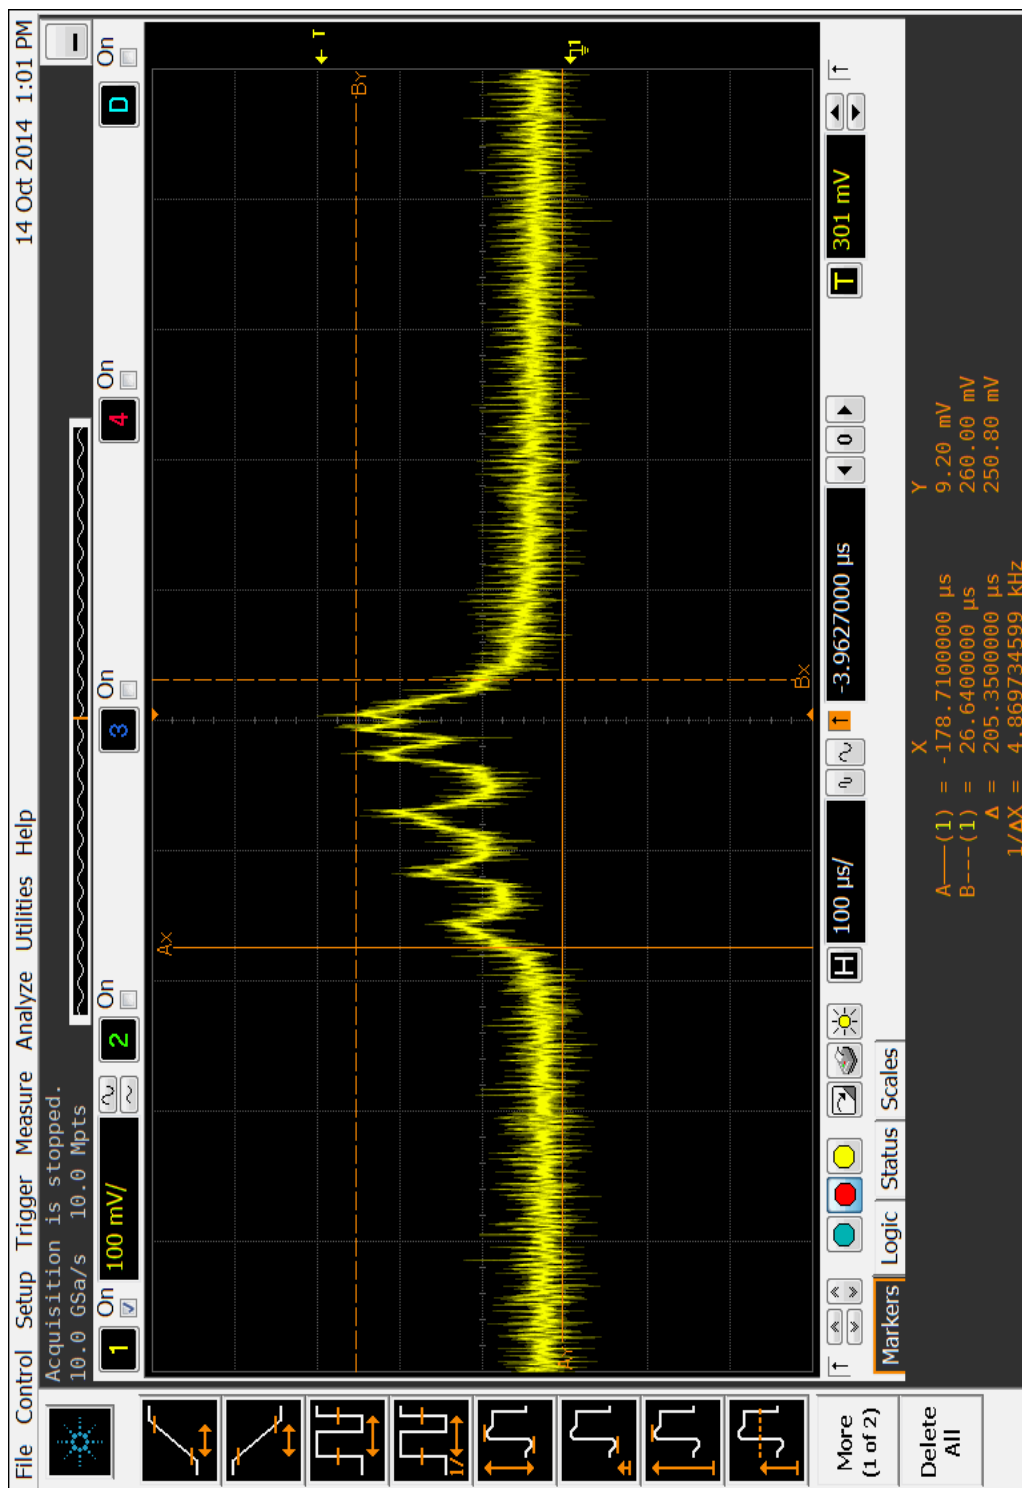 File Control Setup Trigger Measure Analyze Utilities Help 14 Oct 2014 1:01 PM
Acquisition is stopped.
10.0 GSa/s 10.0 Mpts
1 On 100 mV/ 2 On 3 On 4 On D On
Ax
By
T
1
Bx
Ay
H 100 µs/ -3.9627000 µs 0 T 301 mV
More
(1 of 2)
Delete
All
Markers Logic Status Scales
X Y
A——(1) = -178.7100000 µs 9.20 mV
B---(1) = 26.6400000 µs 260.00 mV
Δ = 205.3500000 µs 250.80 mV
1/ΔX = 4.869734599 kHz
1/